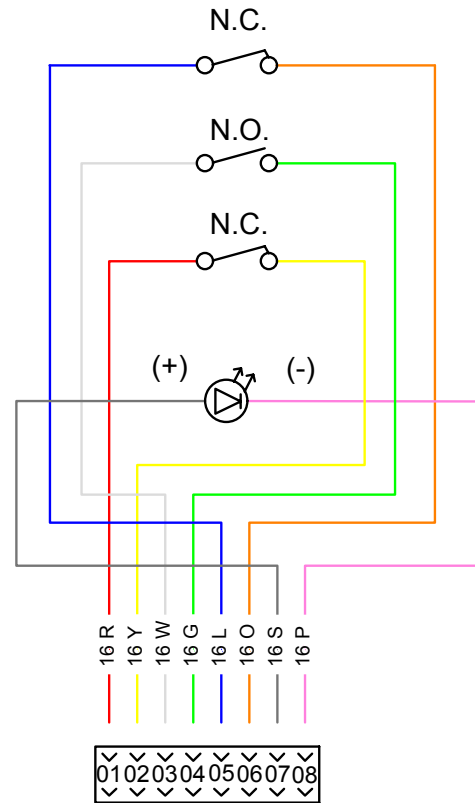 N.C.
N.O.
N.C.
(+) (-)
16 R 16 Y 16 W 16 G 16 L 16 O 16 S 16 P
01 02 03 04 05 06 07 08